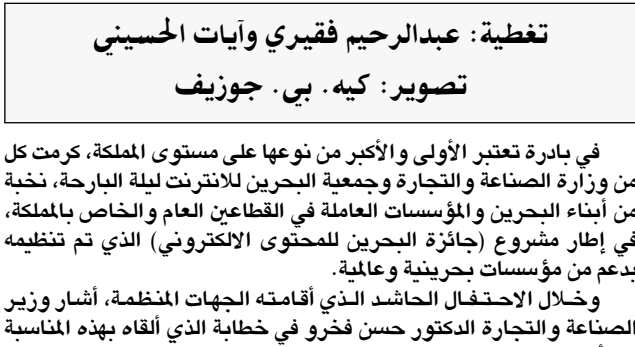 تغطية: عبدالرحيم فقيري وآيات الحسيني
تصوير: كيه. بي. جوزيف
في بادرة تعتبر الأولى والأكبر من نوعها على مستوى المملكة، كرمت كل
من وزارة الصناعة والتجارة وجمعية البحرين للانترنت ليلة البارحة، نخبة
من أبناء البحرين والمؤسسات العاملة في القطاعين العام والخاص بالمملكة،
في إطار مشروع (جائزة البحرين للمحتوى الالكتروني) الذي تم تنظيمه
بدعم من مؤسسات بحرينية وعالمية.
وخلال الاحتفال الحاشد الذي أقامته الجهات المنظمة، أشار وزير
الصناعة والتجارة الدكتور حسن فخرو في خطابة الذي ألقاه بهذه المناسبة